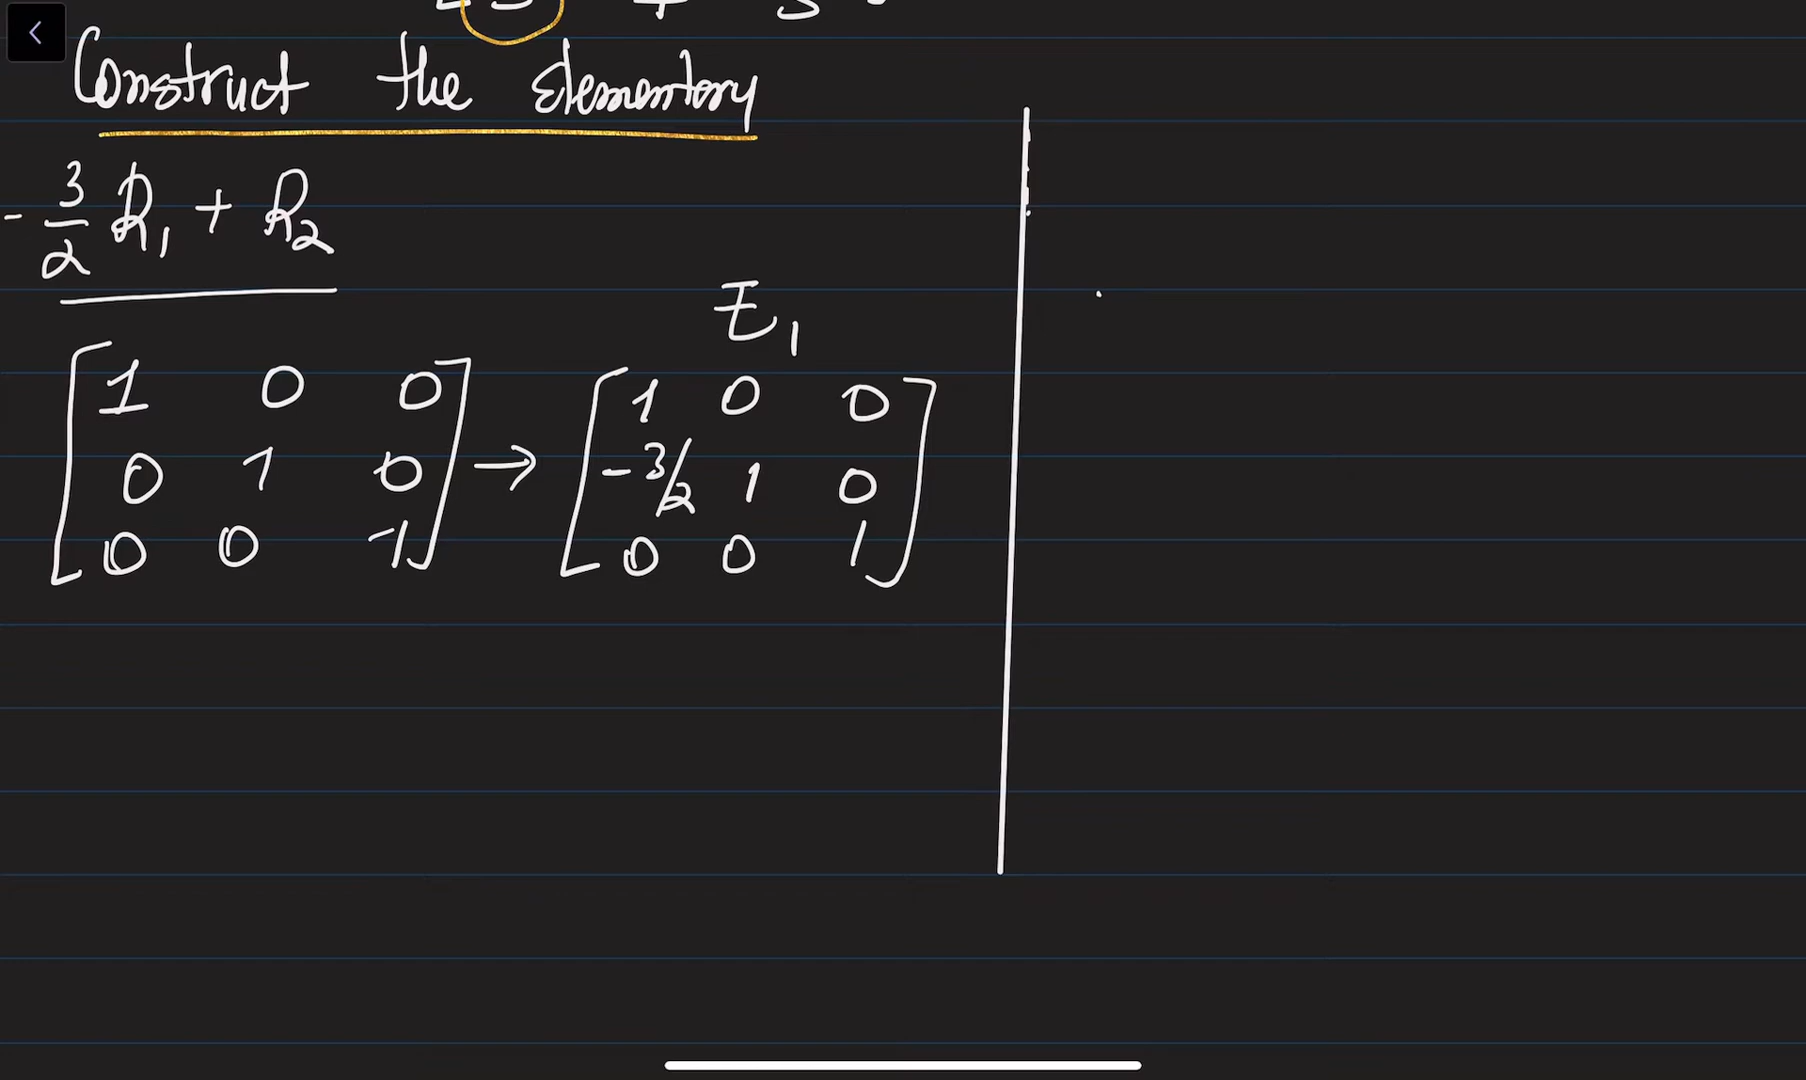 Construct the Elementary
- 3/2 R₁ + R₂
E₁
[1 0 0] [1 0 0]
[0 1 0] → [-3/2 1 0]
[0 0 1] [0 0 1]